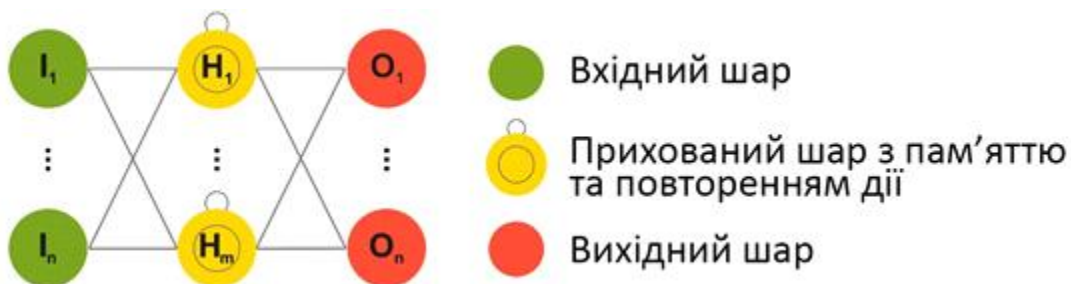 I₁ H₁ O₁
Вхідний шар
⋮ ⋮ ⋮
Прихований шар з пам’яттю
та повторенням дії
Iₙ Hₘ Oₙ
Вихідний шар